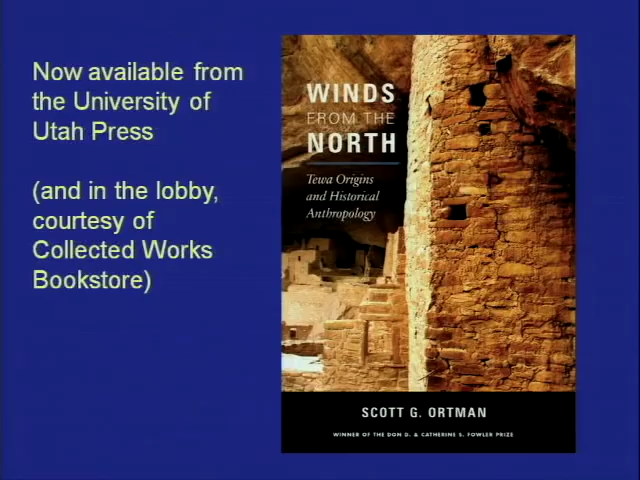 Now available from
the University of
Utah Press
(and in the lobby,
courtesy of
Collected Works
Bookstore)
WINDS
FROM THE
NORTH
Tewa Origins
and Historical
Anthropology
SCOTT G. ORTMAN
WINNER OF THE DON D. & CATHERINE S. FOWLER PRIZE